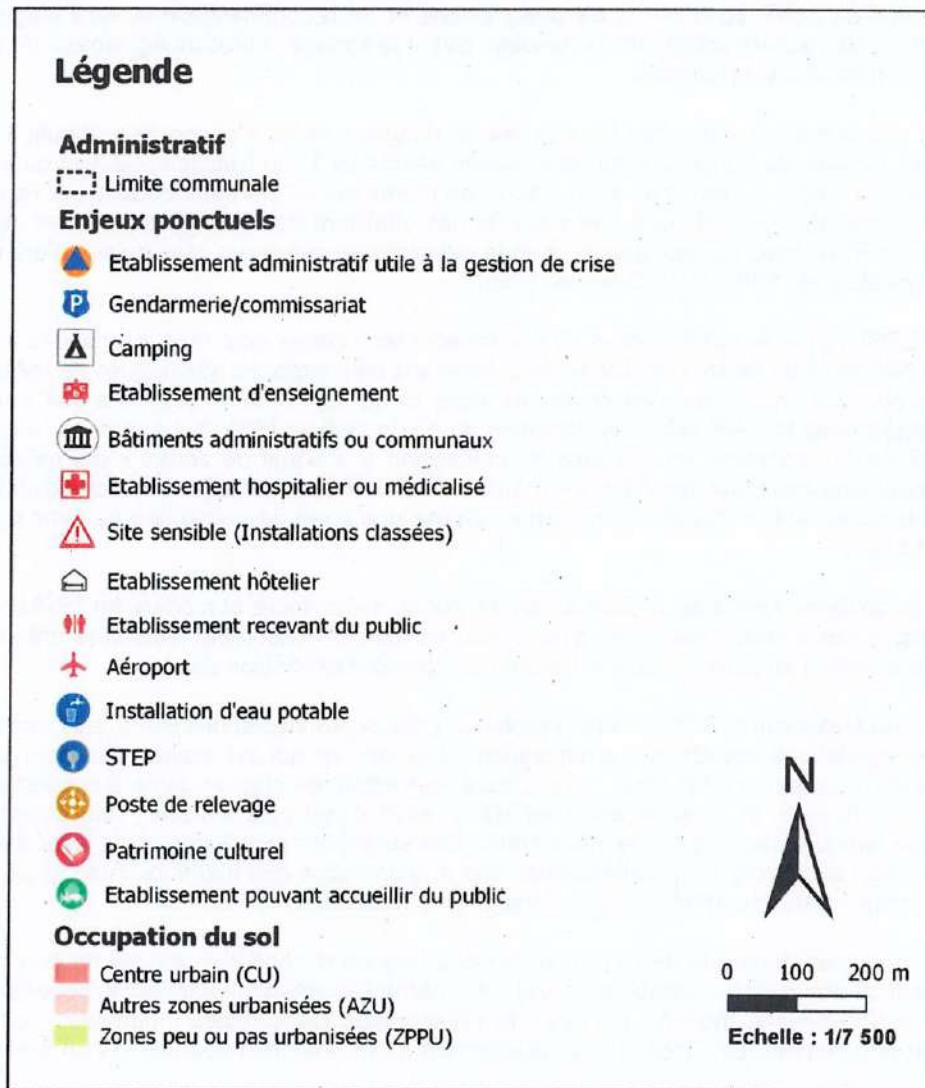 Légende
Administratif
Limite communale
Enjeux ponctuels
Etablissement administratif utile à la gestion de crise
P Gendarmerie/commissariat
Camping
Etablissement d'enseignement
Bâtiments administratifs ou communaux
Etablissement hospitalier ou médicalisé
Site sensible (Installations classées)
Etablissement hôtelier
Etablissement recevant du public
Aéroport
Installation d'eau potable
STEP
Poste de relevage
Patrimoine culturel
Etablissement pouvant accueillir du public
Occupation du sol
Centre urbain (CU)
Autres zones urbanisées (AZU)
Zones peu ou pas urbanisées (ZPPU)
N
0 100 200 m
Echelle : 1/7 500